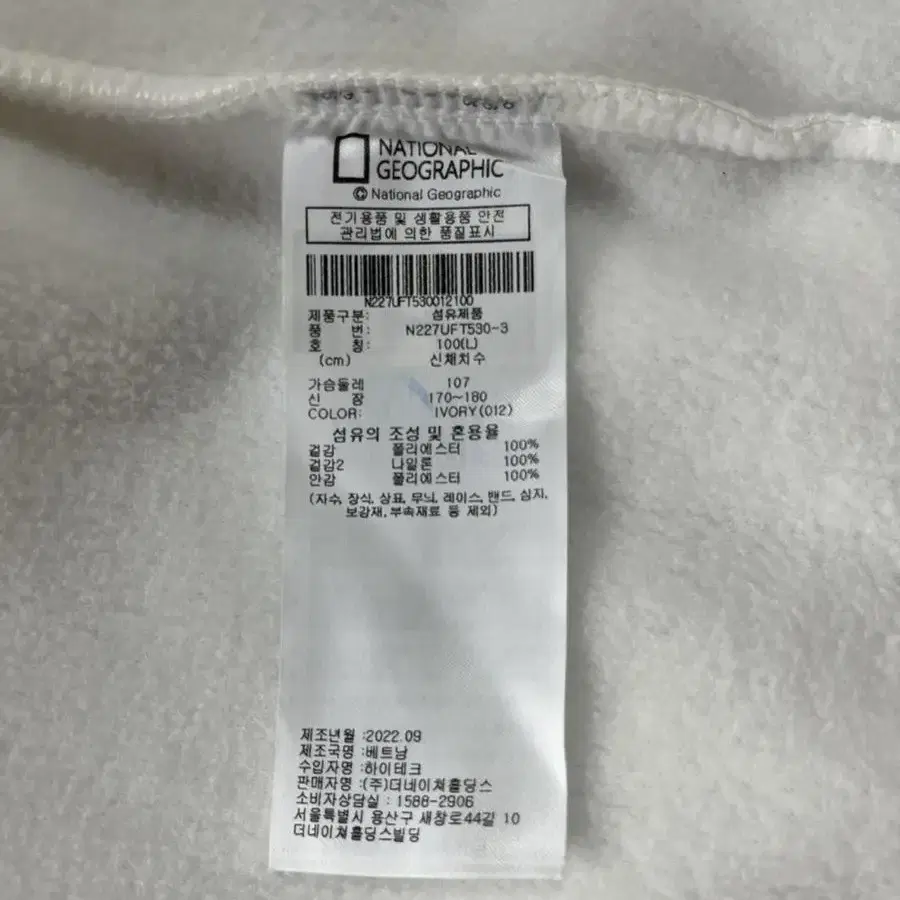 NATIONAL
GEOGRAPHIC
© National Geographic
전기용품 및 생활용품 안전
관리법에 의한 품질표시
N227UFT530012100
제품구분: 섬유제품
품 번: N227UFT530-3
호 칭: 100(L)
(cm) 신체치수
가슴둘레 107
신 장 170~180
COLOR: IVORY(012)
섬유의 조성 및 혼용율
겉감 폴리에스터 100%
겉감2 나일론 100%
안감 폴리에스터 100%
(자수, 장식, 상표, 무늬, 레이스, 밴드, 심지,
보강재, 부속재료 등 제외)
제조년월 :2022.09
제조국명 :베트남
수입자명 :하이테크
판매자명 :(주)더네이쳐홀딩스
소비자상담실 : 1588-2906
서울특별시 용산구 새창로44길 10
더네이쳐홀딩스빌딩